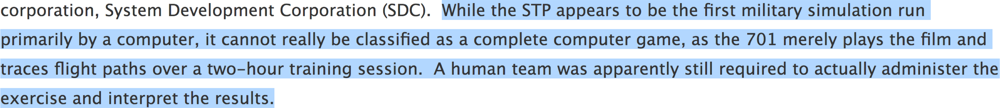 corporation, System Development Corporation (SDC).  While the STP appears to be the first military simulation run
primarily by a computer, it cannot really be classified as a complete computer game, as the 701 merely plays the film and
traces flight paths over a two–hour training session.  A human team was apparently still required to actually administer the
exercise and interpret the results.